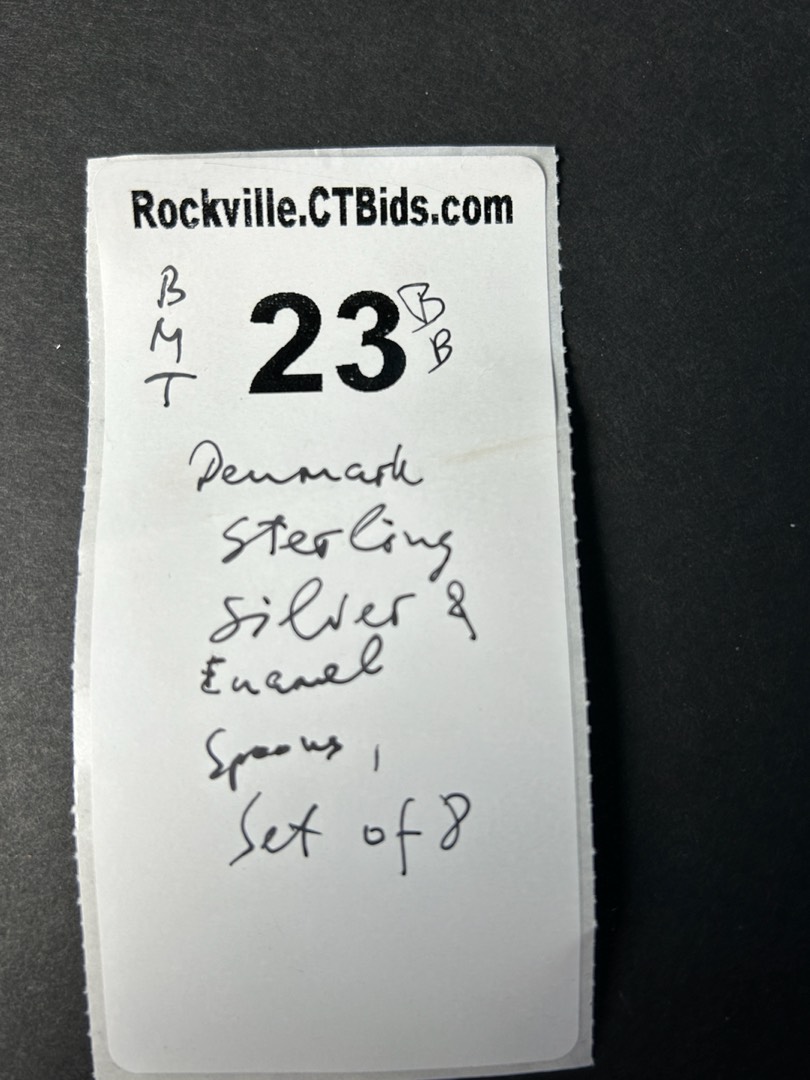 Rockville.CTBids.com
B
M
T
23
B
B
Denmark
Sterling
Silver &
Enamel
Spoons,
Set of 8